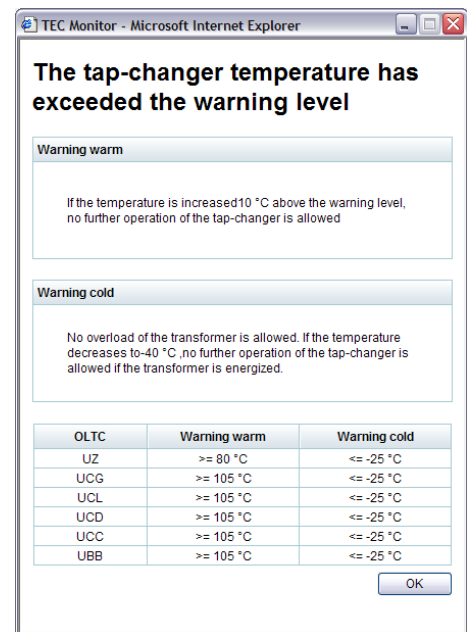 TEC Monitor - Microsoft Internet Explorer
The tap-changer temperature has
exceeded the warning level
Warning warm
If the temperature is increased10 °C above the warning level,
no further operation of the tap-changer is allowed
Warning cold
No overload of the transformer is allowed. If the temperature
decreases to-40 °C ,no further operation of the tap-changer is
allowed if the transformer is energized.
OLTC Warning warm Warning cold
UZ >= 80 °C <= -25 °C
UCG >= 105 °C <= -25 °C
UCL >= 105 °C <= -25 °C
UCD >= 105 °C <= -25 °C
UCC >= 105 °C <= -25 °C
UBB >= 105 °C <= -25 °C
OK